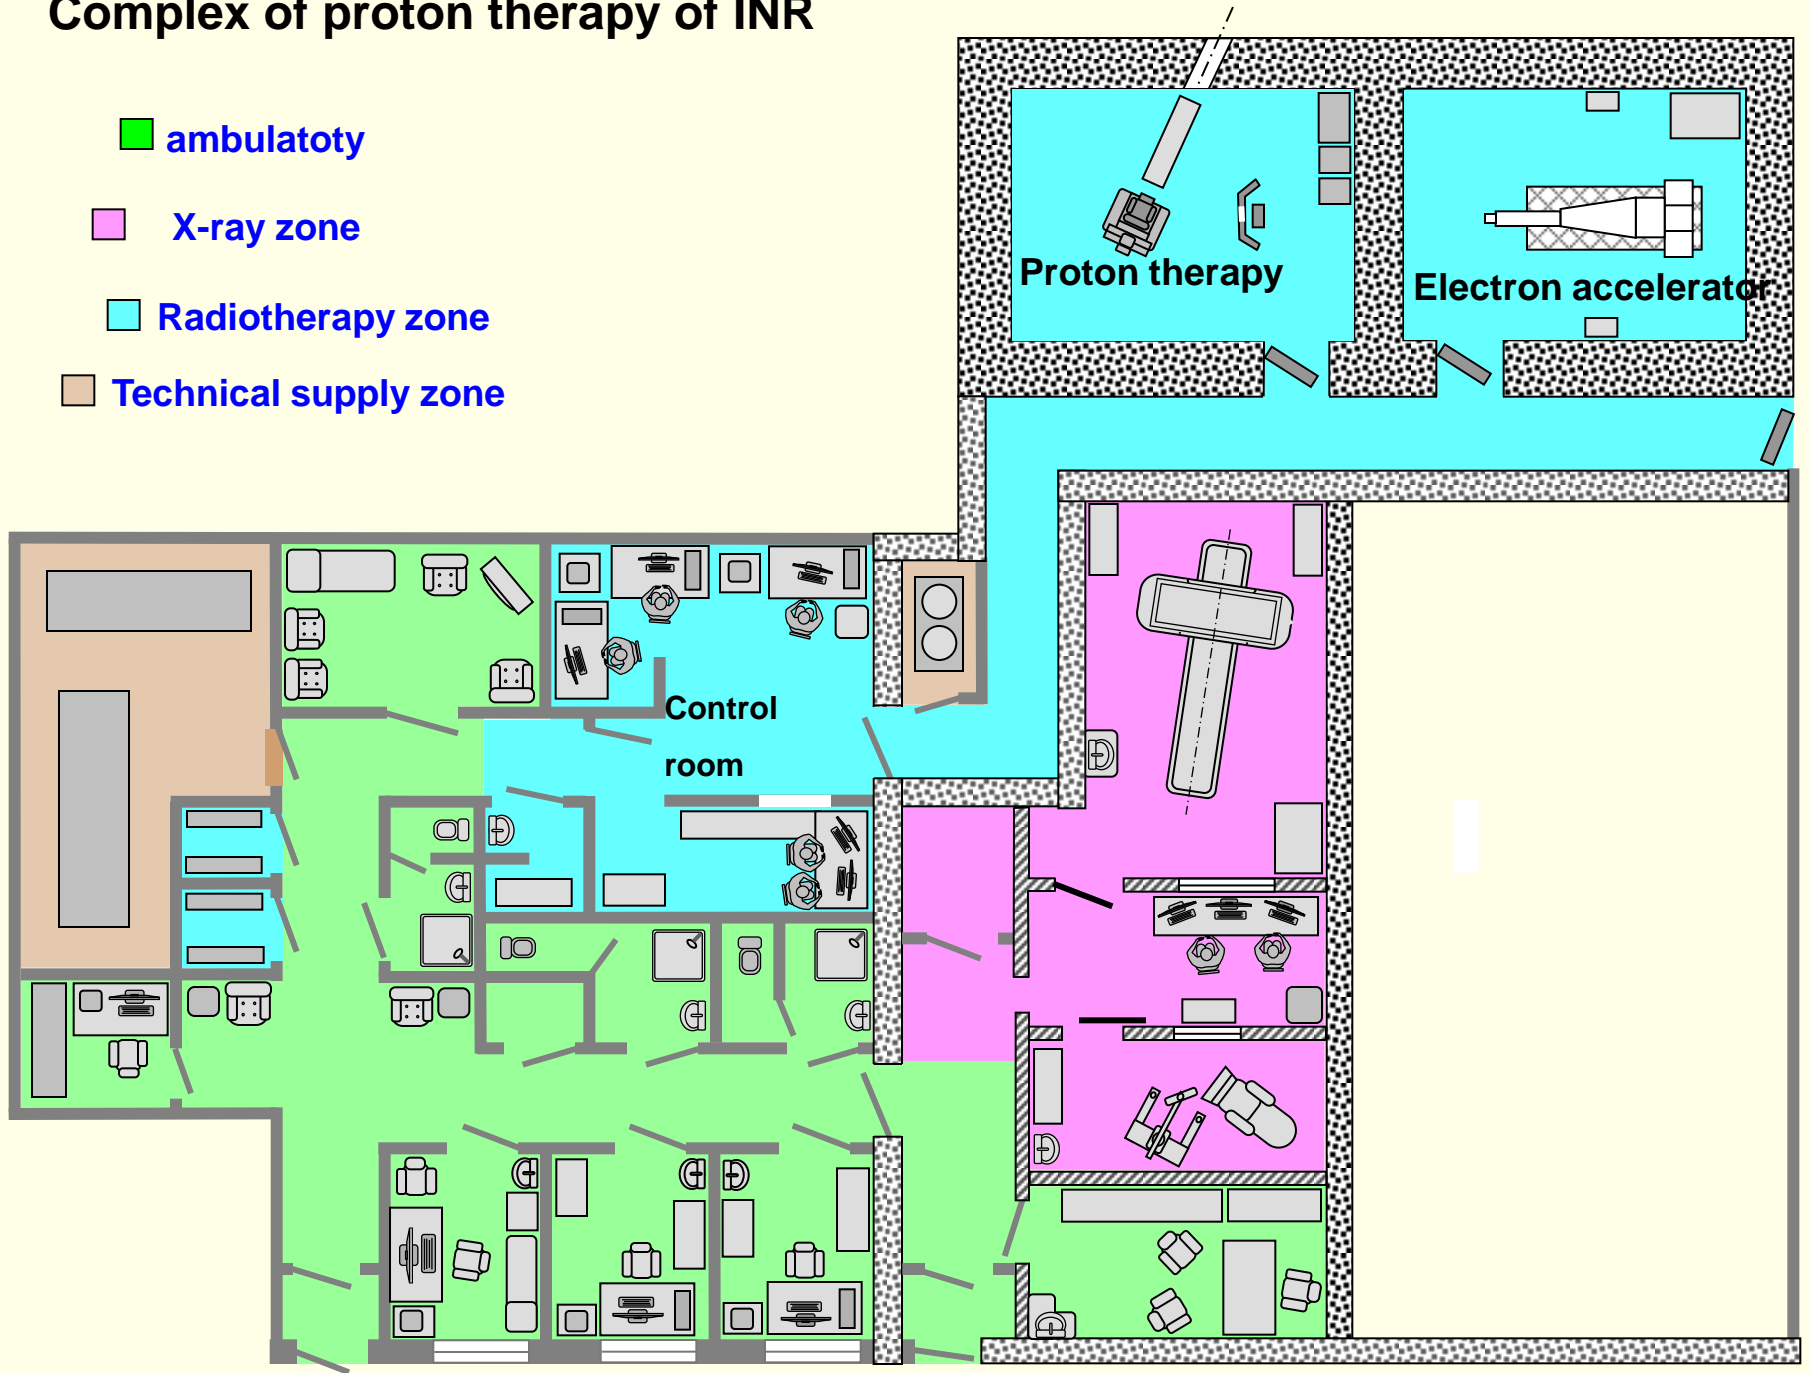 Complex of proton therapy of INR
ambulatoty
X-ray zone
Radiotherapy zone
Technical supply zone
Proton therapy
Electron accelerator
Control
room